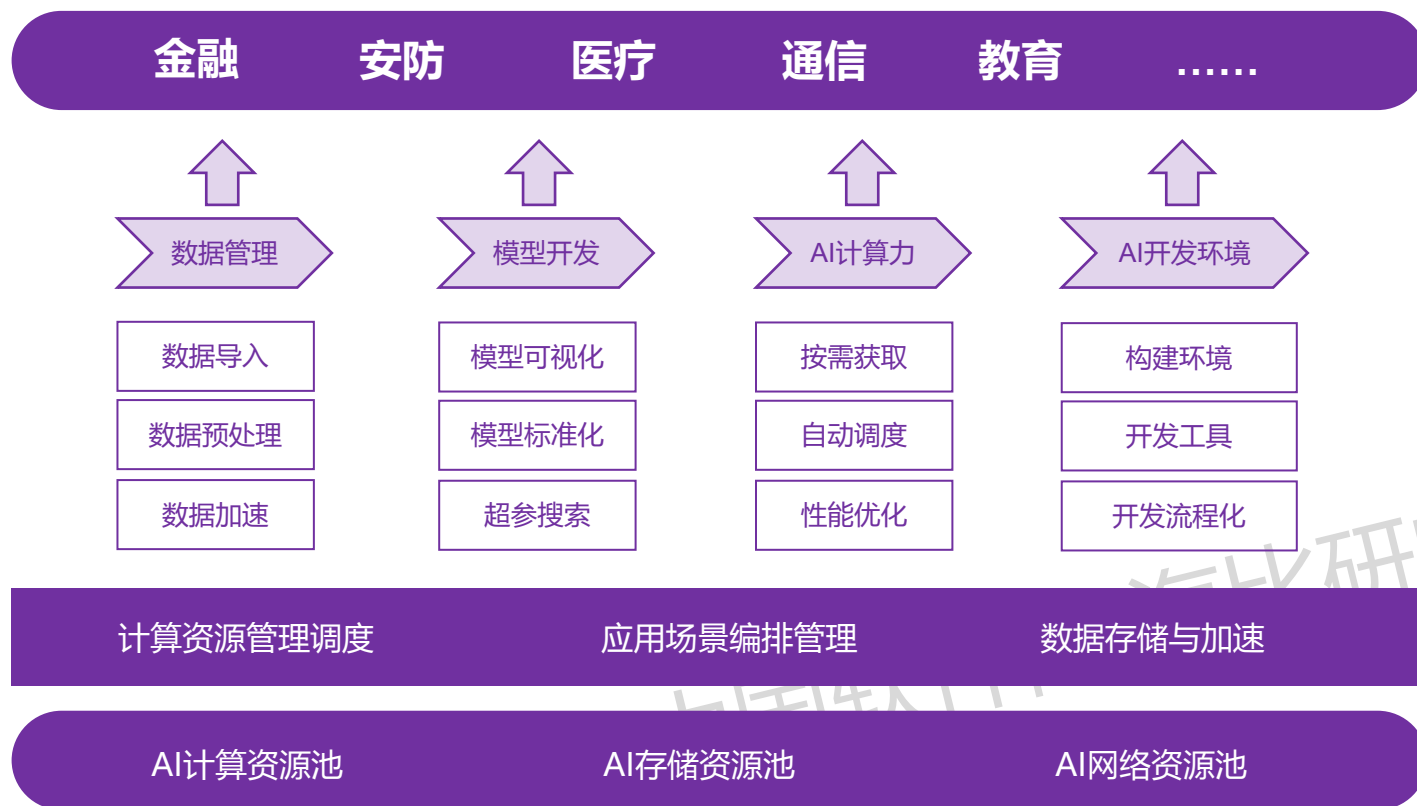 金融 安防 医疗 通信 教育 ……
数据管理 模型开发 AI计算力 AI开发环境
数据导入 模型可视化 按需获取 构建环境
数据预处理 模型标准化 自动调度 开发工具
数据加速 超参搜索 性能优化 开发流程化
计算资源管理调度 应用场景编排管理 数据存储与加速
AI计算资源池 AI存储资源池 AI网络资源池